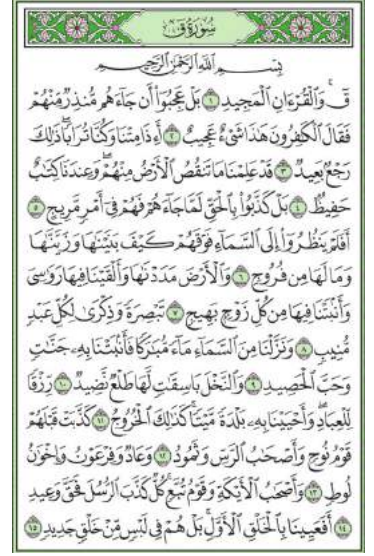 سُورَةُ قٓ
بِسْمِ ٱللَّهِ ٱلرَّحْمَٰنِ ٱلرَّحِيمِ
قٓ ۚ وَٱلْقُرْءَانِ ٱلْمَجِيدِ ١ بَلْ عَجِبُوٓا۟ أَن جَآءَهُم مُّنذِرٌ مِّنْهُمْ
فَقَالَ ٱلْكَٰفِرُونَ هَٰذَا شَىْءٌ عَجِيبٌ ٢ أَءِذَا مِتْنَا وَكُنَّا تُرَابًا ۖ ذَٰلِكَ
رَجْعٌۢ بَعِيدٌ ٣ قَدْ عَلِمْنَا مَا تَنقُصُ ٱلْأَرْضُ مِنْهُمْ ۖ وَعِندَنَا كِتَٰبٌ
حَفِيظٌۢ ٤ بَلْ كَذَّبُوا۟ بِٱلْحَقِّ لَمَّا جَآءَهُمْ فَهُمْ فِىٓ أَمْرٍ مَّرِيجٍ ٥
أَفَلَمْ يَنظُرُوٓا۟ إِلَى ٱلسَّمَآءِ فَوْقَهُمْ كَيْفَ بَنَيْنَٰهَا وَزَيَّنَّٰهَا
وَمَا لَهَا مِن فُرُوجٍ ٦ وَٱلْأَرْضَ مَدَدْنَٰهَا وَأَلْقَيْنَا فِيهَا رَوَٰسِىَ
وَأَنۢبَتْنَا فِيهَا مِن كُلِّ زَوْجٍۭ بَهِيجٍ ٧ تَبْصِرَةً وَذِكْرَىٰ لِكُلِّ عَبْدٍ
مُّنِيبٍ ٨ وَنَزَّلْنَا مِنَ ٱلسَّمَآءِ مَآءً مُّبَٰرَكًا فَأَنۢبَتْنَا بِهِۦ جَنَّٰتٍ
وَحَبَّ ٱلْحَصِيدِ ٩ وَٱلنَّخْلَ بَاسِقَٰتٍ لَّهَا طَلْعٌ نَّضِيدٌ ١٠ رِّزْقًا
لِّلْعِبَادِ ۖ وَأَحْيَيْنَا بِهِۦ بَلْدَةً مَّيْتًا ۚ كَذَٰلِكَ ٱلْخُرُوجُ ١١ كَذَّبَتْ قَبْلَهُمْ
قَوْمُ نُوحٍ وَأَصْحَٰبُ ٱلرَّسِّ وَثَمُودُ ١٢ وَعَادٌ وَفِرْعَوْنُ وَإِخْوَٰنُ
لُوطٍ ١٣ وَأَصْحَٰبُ ٱلْأَيْكَةِ وَقَوْمُ تُبَّعٍ ۚ كُلٌّ كَذَّبَ ٱلرُّسُلَ فَحَقَّ وَعِيدِ
١٤ أَفَعَيِينَا بِٱلْخَلْقِ ٱلْأَوَّلِ ۚ بَلْ هُمْ فِى لَبْسٍ مِّنْ خَلْقٍ جَدِيدٍ ١٥